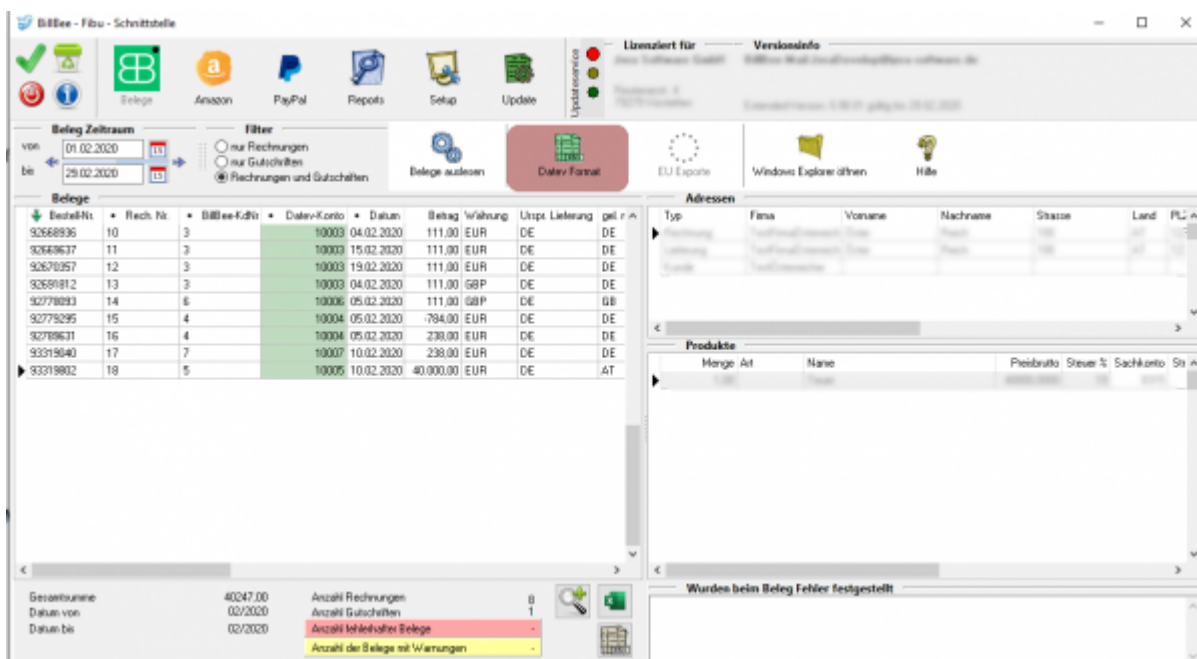 BillBee - Fibu - Schnittstelle
Belege
Amazon
PayPal
Reports
Setup
Update
Updateservice
Lizenziert für
Versionsinfo
Beleg Zeitraum
von 01.02.2020 15
bis 29.02.2020 15
Filter
nur Rechnungen
nur Gutschriften
Rechnungen und Gutschriften
Belege auslesen
Datev Format
EU Exporte
Windows Explorer öffnen
Hilfe
Belege
Bestell-Nr. Rech. Nr. BillBee-KdNr Datev-Konto Datum Betrag Währung Urspr. Lieferung gel. r
92668936 10 3 10003 04.02.2020 111,00 EUR DE DE
92669637 11 3 10003 15.02.2020 111,00 EUR DE DE
92670357 12 3 10003 19.02.2020 111,00 EUR DE DE
92691812 13 3 10003 04.02.2020 111,00 GBP DE DE
92778093 14 6 10006 05.02.2020 111,00 GBP DE GB
92779295 15 4 10004 05.02.2020 -784,00 EUR DE DE
92789631 16 4 10004 05.02.2020 238,00 EUR DE DE
93319040 17 7 10007 10.02.2020 238,00 EUR DE DE
93319802 18 5 10005 10.02.2020 40.000,00 EUR DE AT
Adressen
Typ Firma Vorname Nachname Strasse Land PLZ
Produkte
Menge Art Name Preisbrutto Steuer % Sachkonto Str
Gesamtsumme 40247,00
Datum von 02/2020
Datum bis 02/2020
Anzahl Rechnungen 8
Anzahl Gutschriften 1
Anzahl fehlerhafter Belege -
Anzahl der Belege mit Warnungen -
Wurden beim Beleg Fehler festgestellt